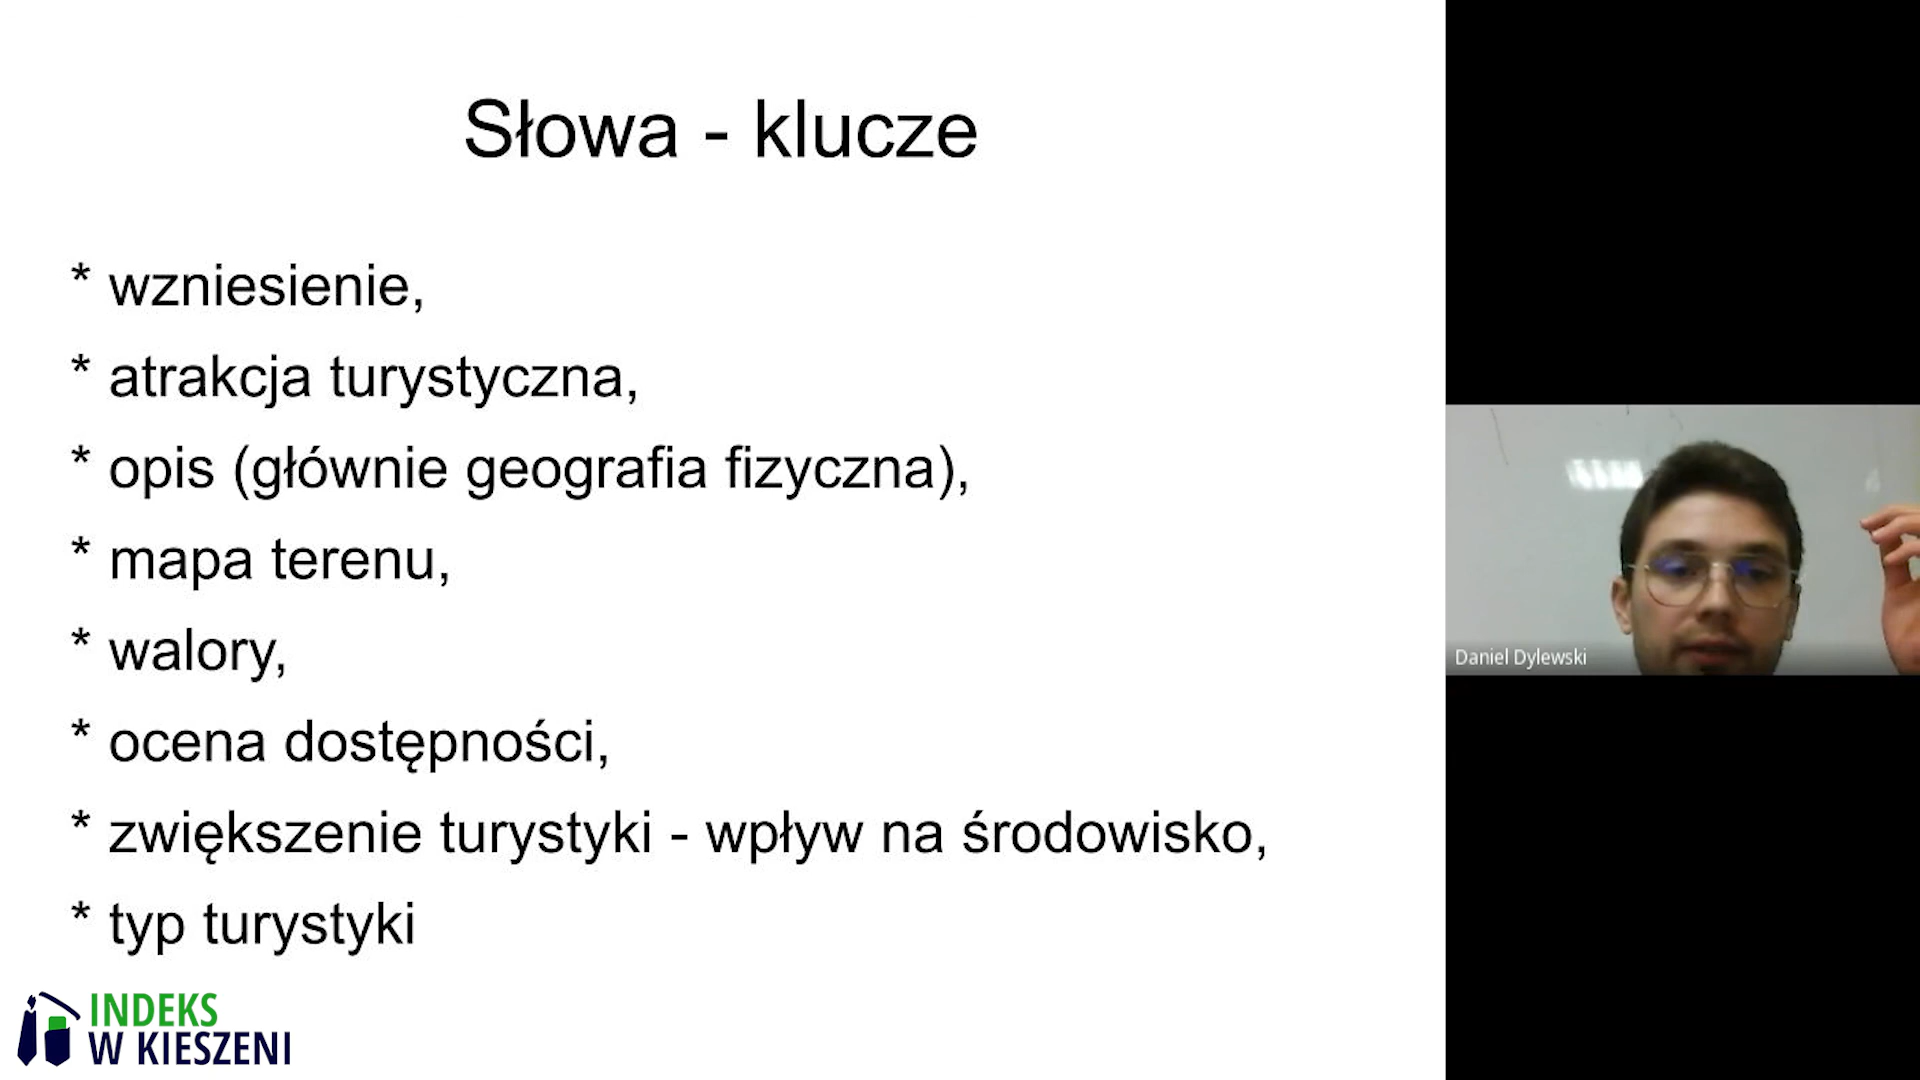 Słowa - klucze
* wzniesienie,
* atrakcja turystyczna,
* opis (głównie geografia fizyczna),
* mapa terenu,
* walory,
* ocena dostępności,
* zwiększenie turystyki - wpływ na środowisko,
* typ turystyki
INDEKS
W KIESZENI
Daniel Dylewski